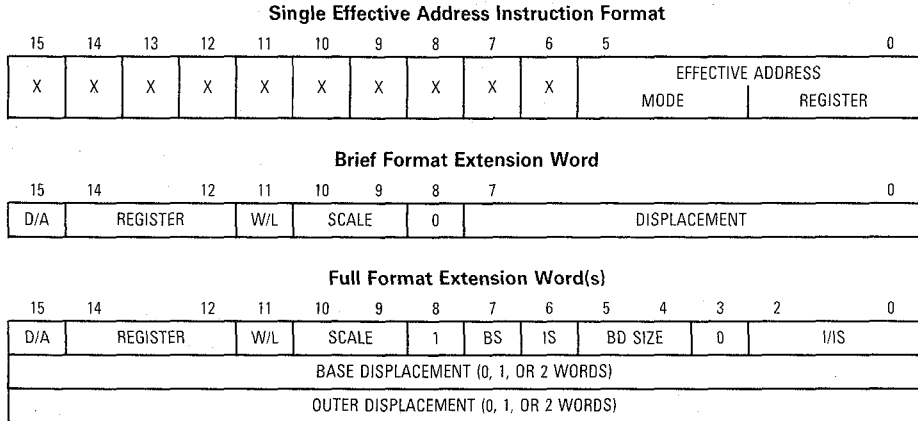 Single Effective Address Instruction Format
15 14 13 12 11 10 9 8 7 6 5 0
X X X X X X X X X X EFFECTIVE ADDRESS
MODE REGISTER
Brief Format Extension Word
15 14 12 11 10 9 8 7 0
D/A REGISTER W/L SCALE 0 DISPLACEMENT
Full Format Extension Word(s)
15 14 12 11 10 9 8 7 6 5 4 3 2 0
D/A REGISTER W/L SCALE 1 BS IS BD SIZE 0 I/IS
BASE DISPLACEMENT (0, 1, OR 2 WORDS)
OUTER DISPLACEMENT (0, 1, OR 2 WORDS)